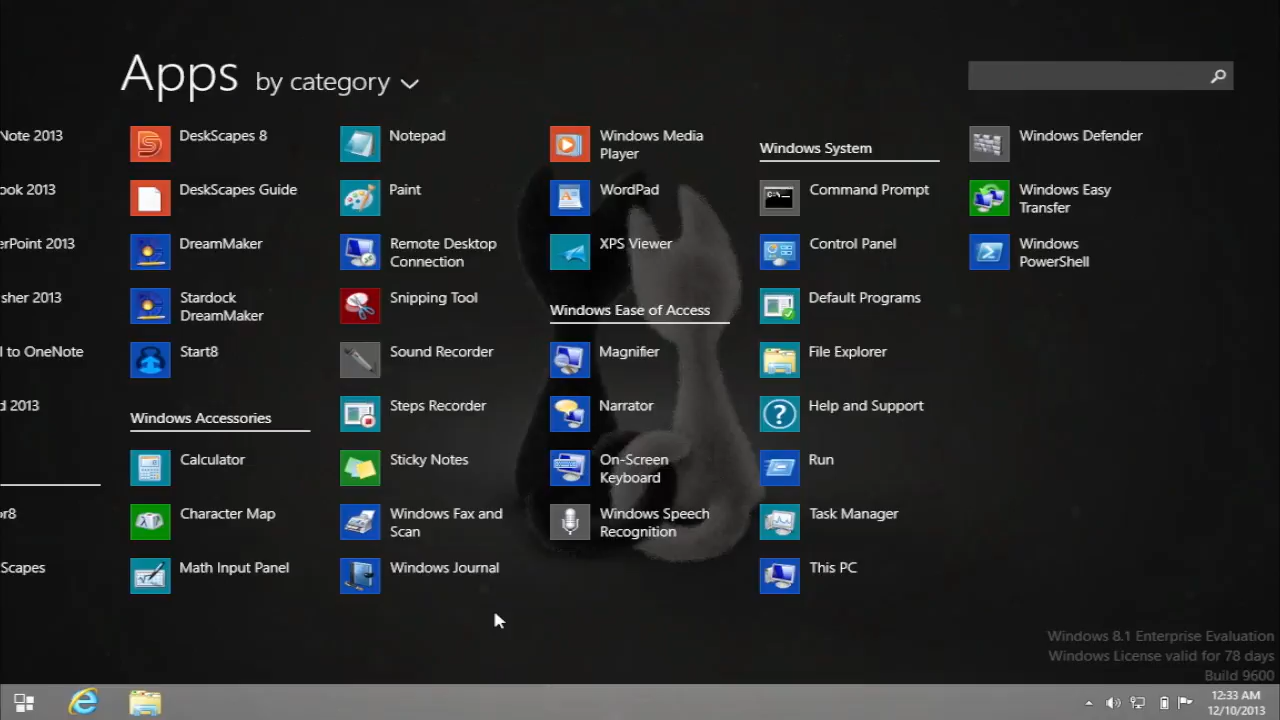 Apps by category
Note 2013
ook 2013
erPoint 2013
sher 2013
l to OneNote
d 2013
or8
Scapes
DeskScapes 8
DeskScapes Guide
DreamMaker
Stardock
DreamMaker
Start8
Windows Accessories
Calculator
Character Map
Math Input Panel
Notepad
Paint
Remote Desktop
Connection
Snipping Tool
Sound Recorder
Steps Recorder
Sticky Notes
Windows Fax and
Scan
Windows Journal
Windows Media
Player
WordPad
XPS Viewer
Windows Ease of Access
Magnifier
Narrator
On-Screen
Keyboard
Windows Speech
Recognition
Windows System
Command Prompt
Control Panel
Default Programs
File Explorer
Help and Support
Run
Task Manager
This PC
Windows Defender
Windows Easy
Transfer
Windows
PowerShell
Windows 8.1 Enterprise Evaluation
Windows License valid for 78 days
Build 9600
12:33 AM
12/10/2013